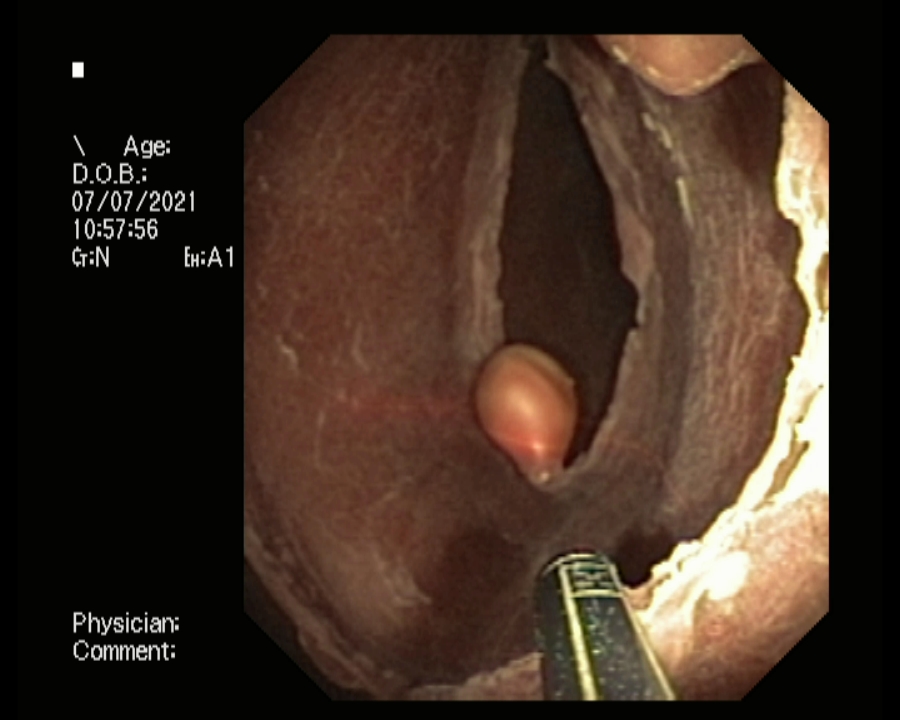 \ Age:
D.O.B.:
07/07/2021
10:57:56
Cr:N EH:A1
Physician:
Comment: